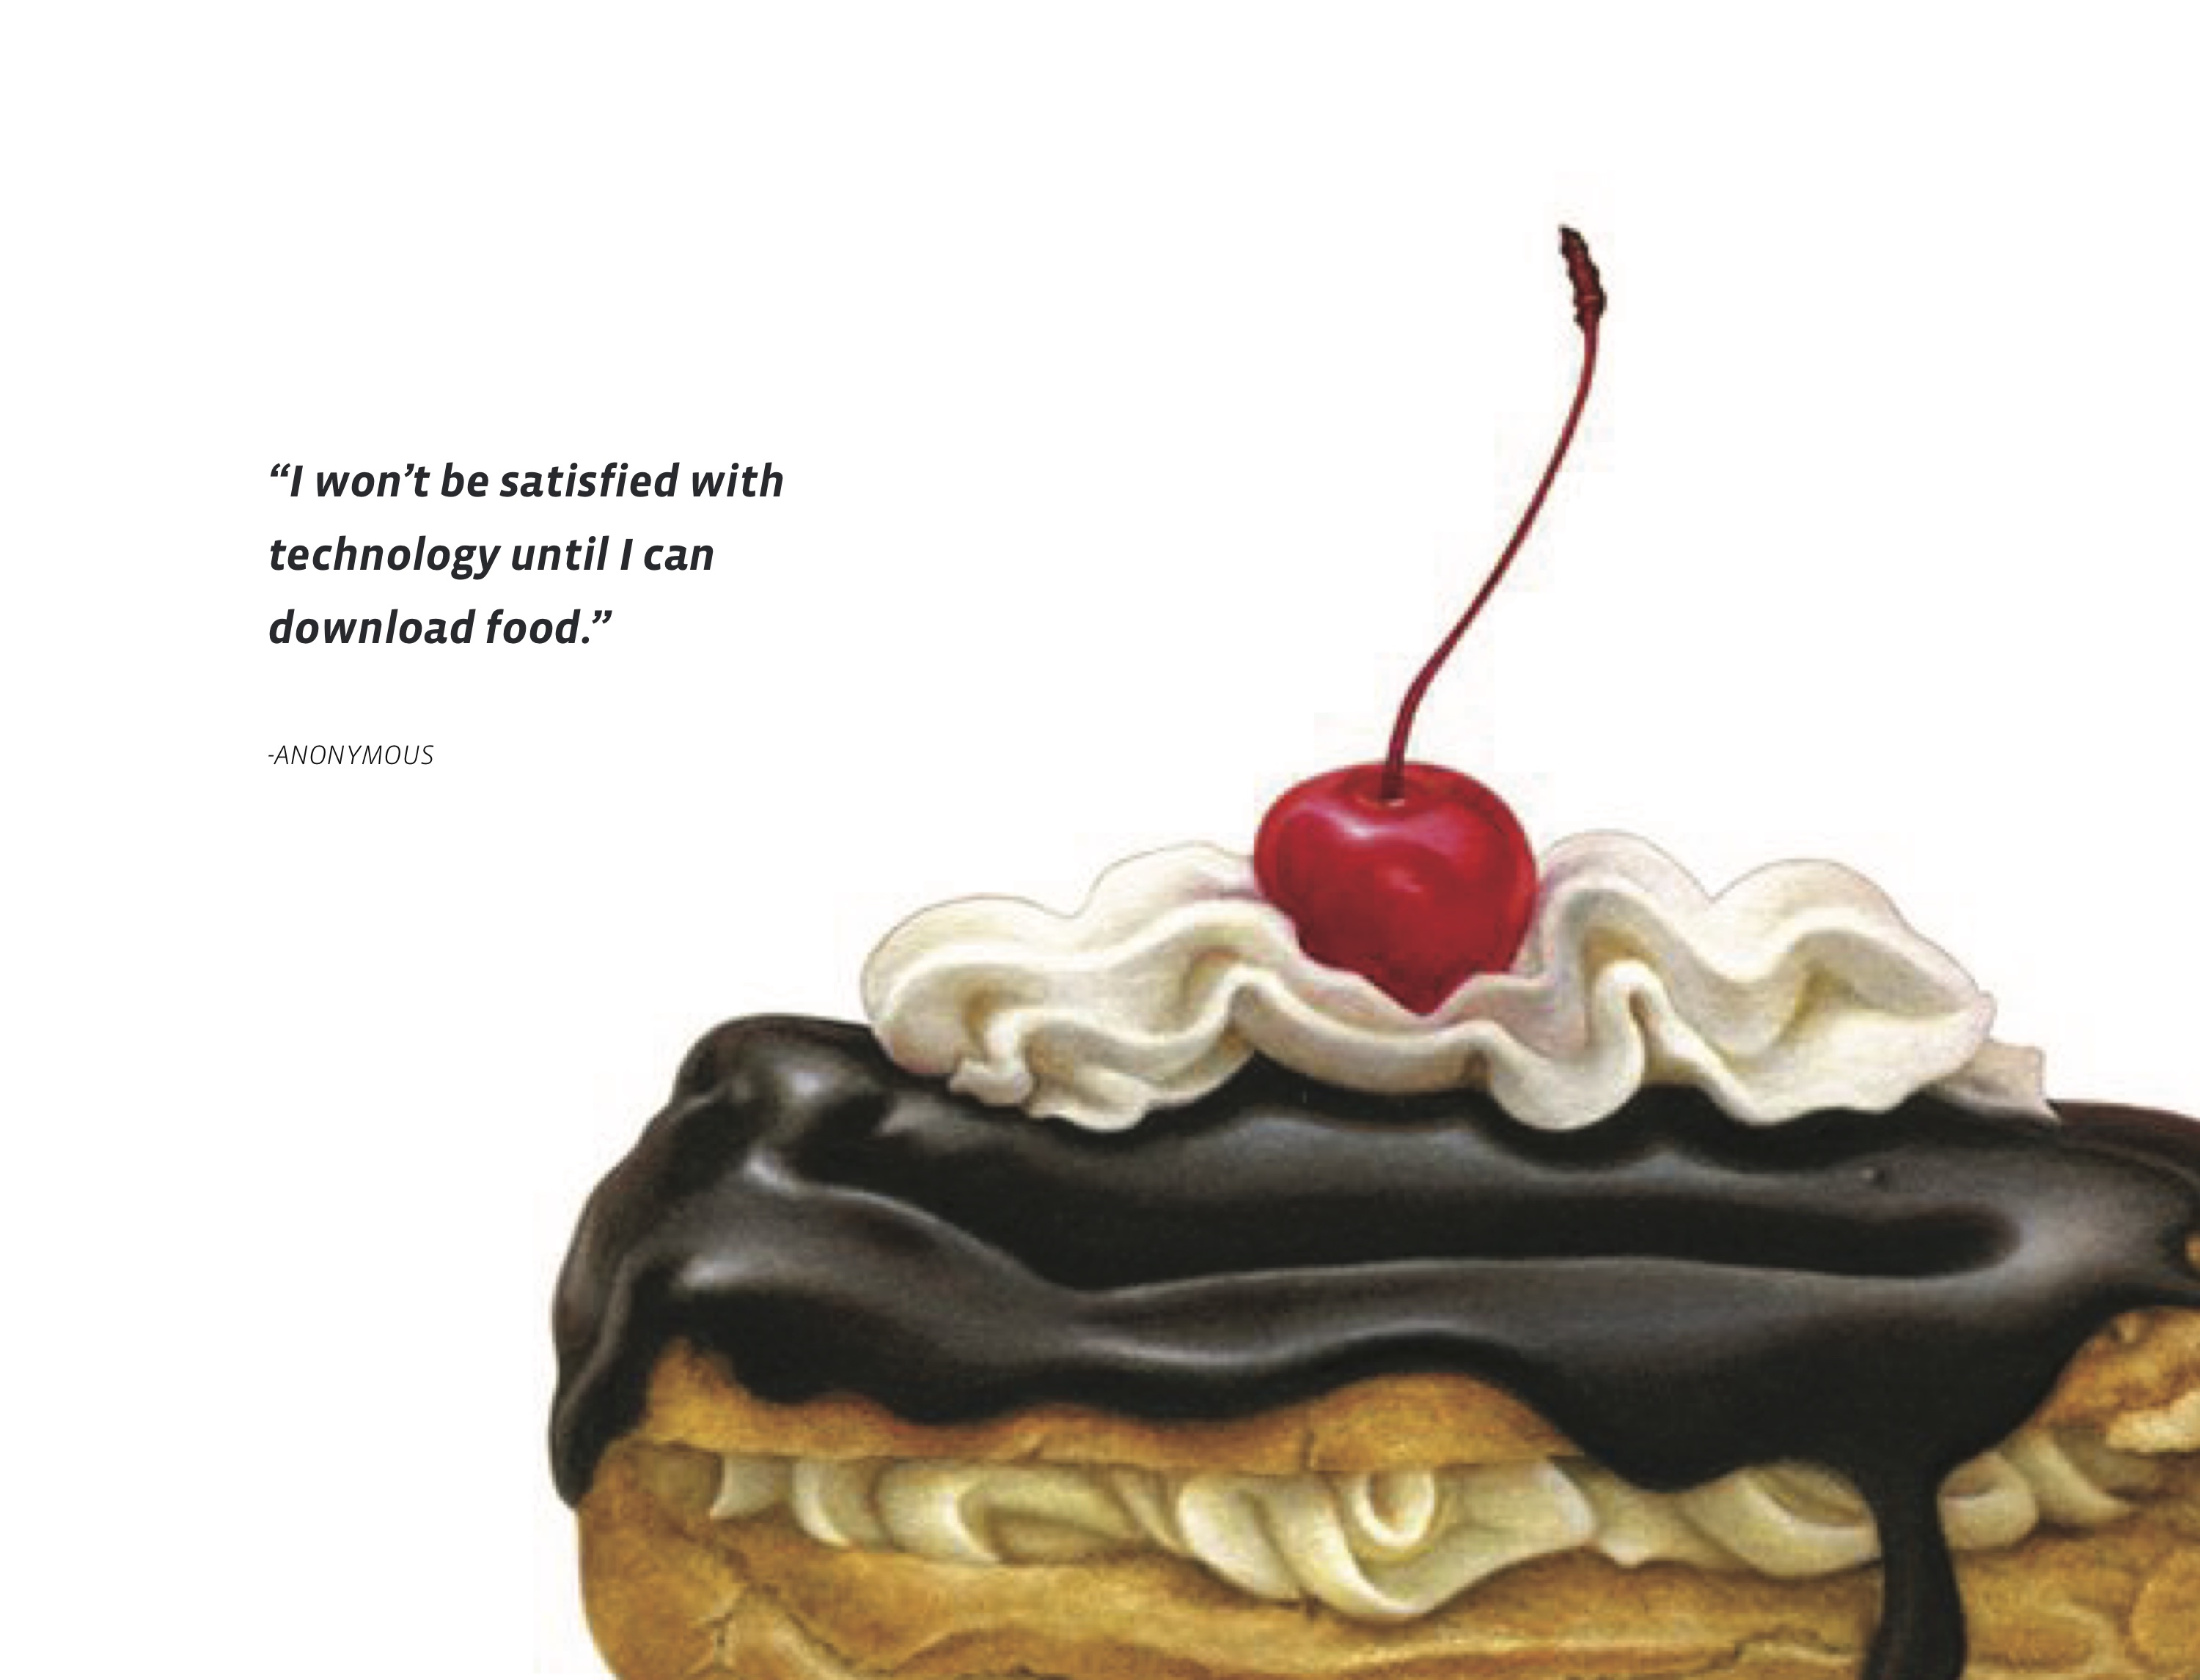 “I won’t be satisfied with
technology until I can
download food.”
-ANONYMOUS